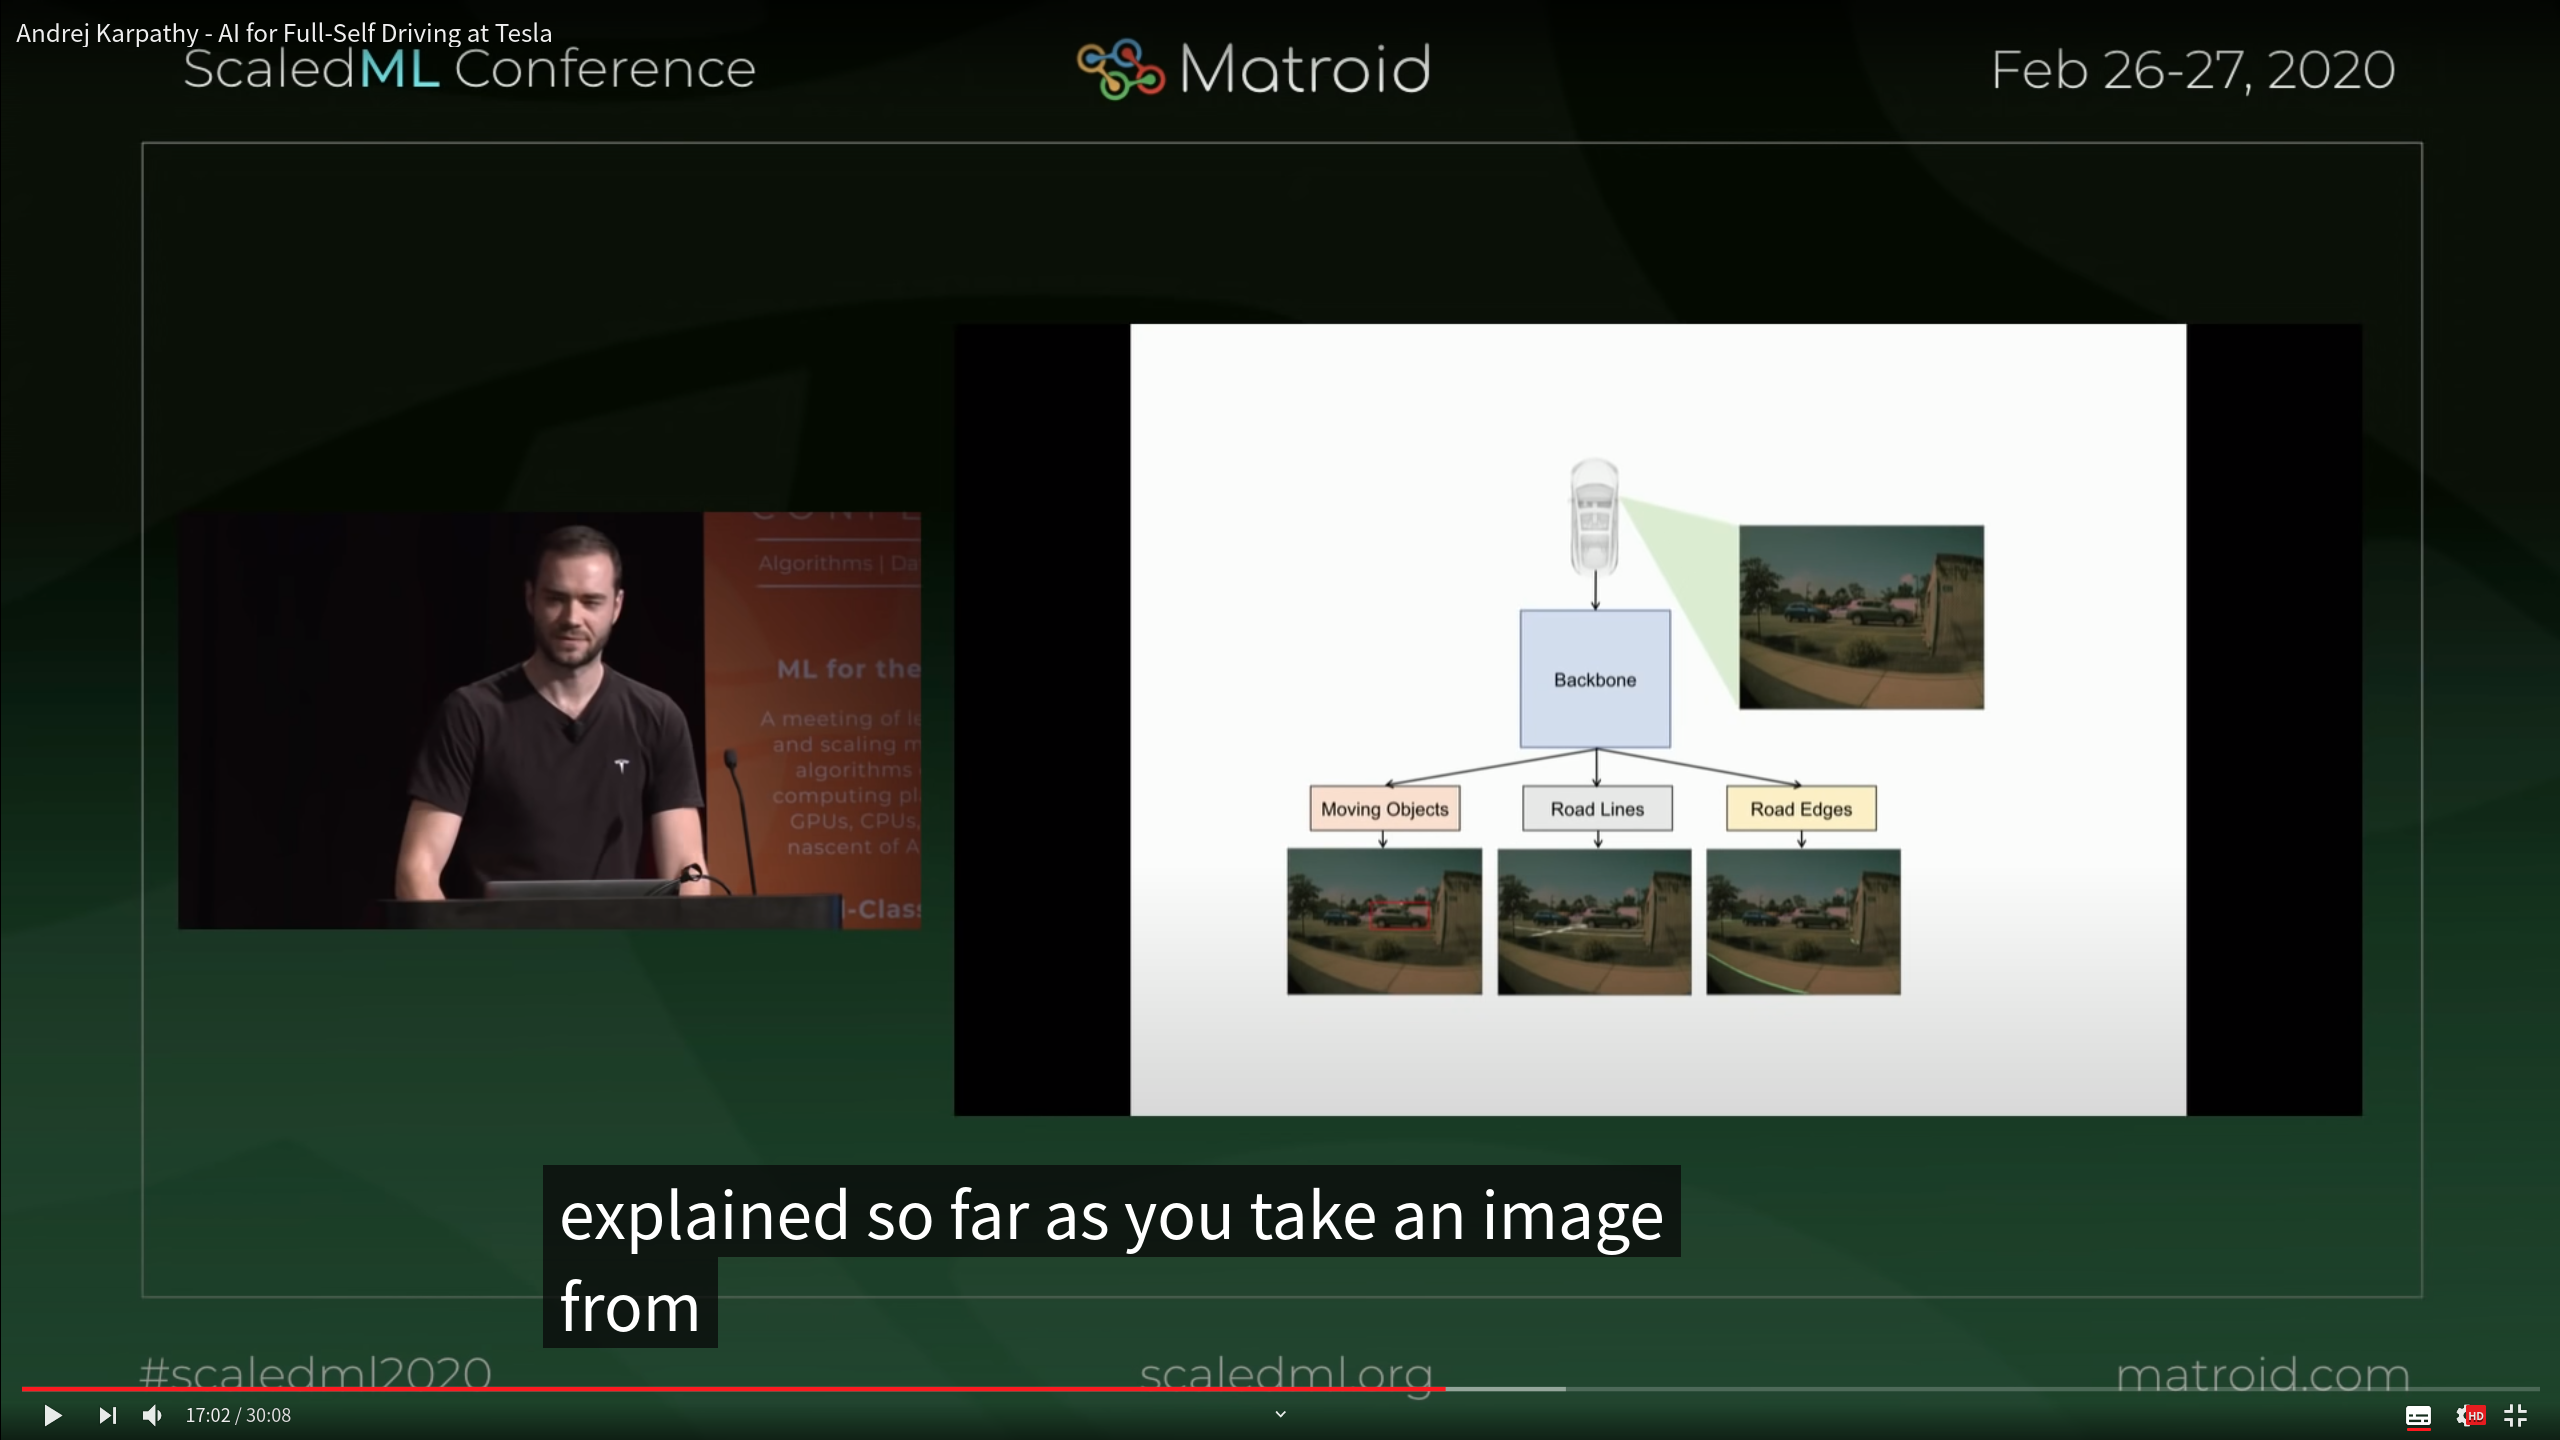 Andrej Karpathy - AI for Full-Self Driving at Tesla
ScaledML Conference
Matroid
Feb 26-27, 2020
Algorithms | Da
ML for the
A meeting of le
and scaling m
algorithms
computing pl
GPUs, CPUs,
nascent of A
l-Class
Backbone
Moving Objects
Road Lines
Road Edges
explained so far as you take an image
from
#scaledml2020
scaledml.org
matroid.com
17:02 / 30:08
HD